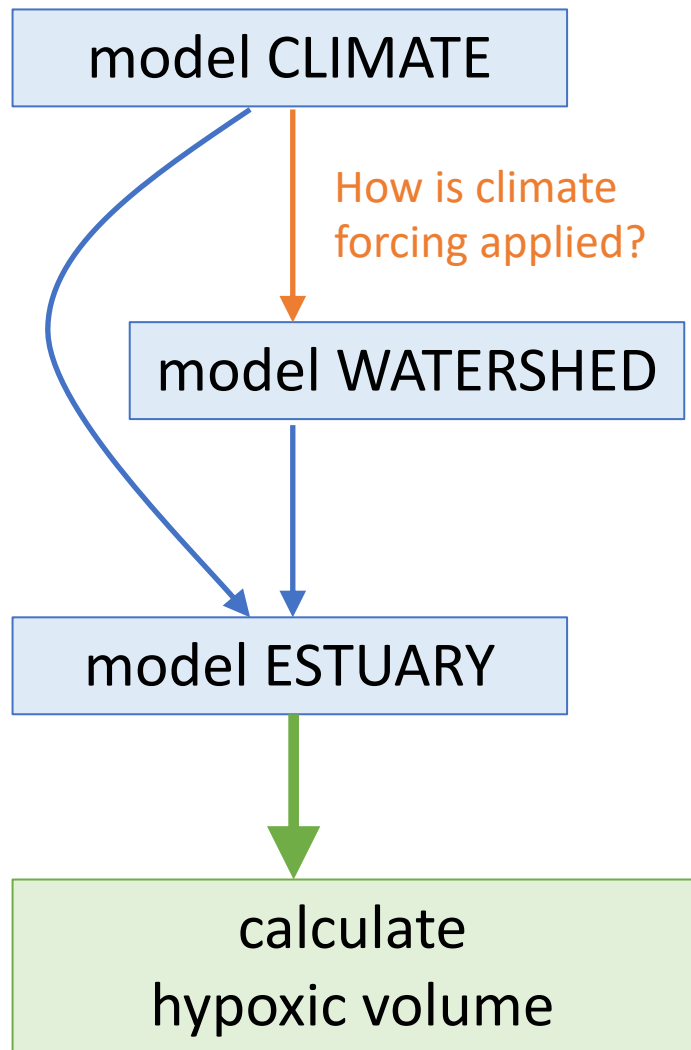 model CLIMATE
How is climate
forcing applied?
model WATERSHED
model ESTUARY
calculate
hypoxic volume